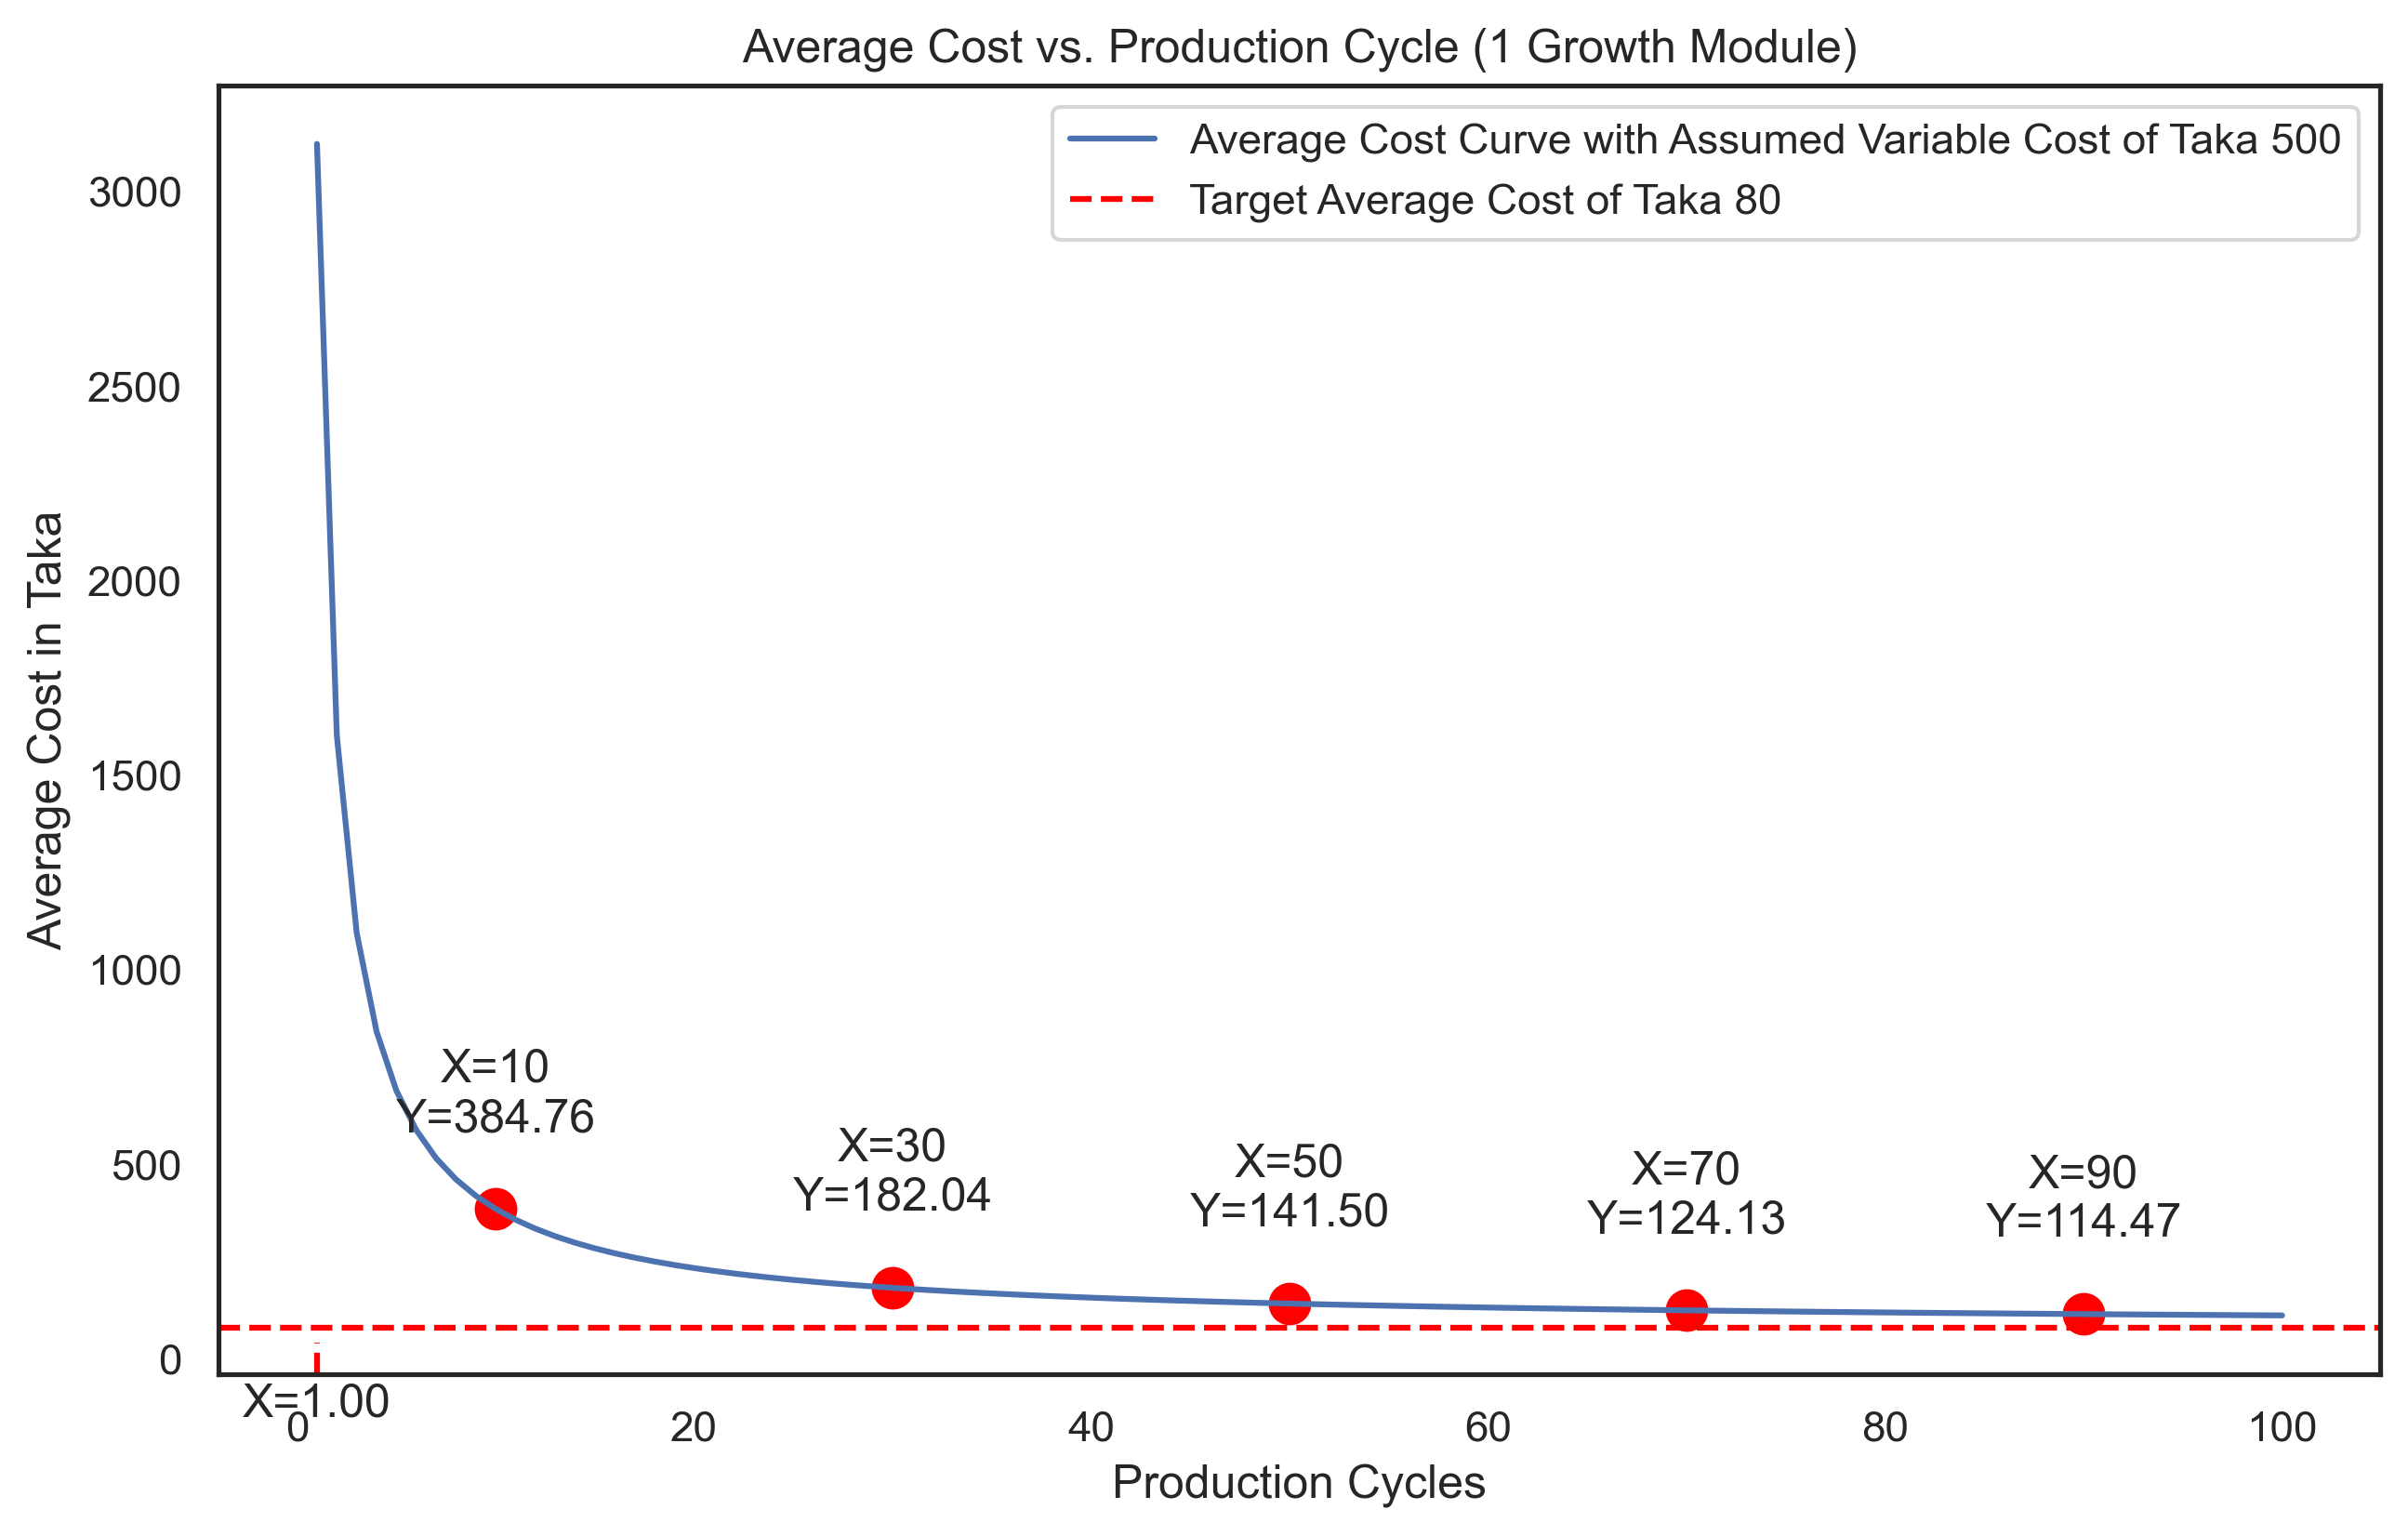 Average Cost vs. Production Cycle (1 Growth Module)
Average Cost Curve with Assumed Variable Cost of Taka 500
Target Average Cost of Taka 80
Average Cost in Taka
3000
2500
2000
1500
1000
500
0
X=10
Y=384.76
X=30
Y=182.04
X=50
Y=141.50
X=70
Y=124.13
X=90
Y=114.47
X=1.00
0 20 40 60 80 100
Production Cycles